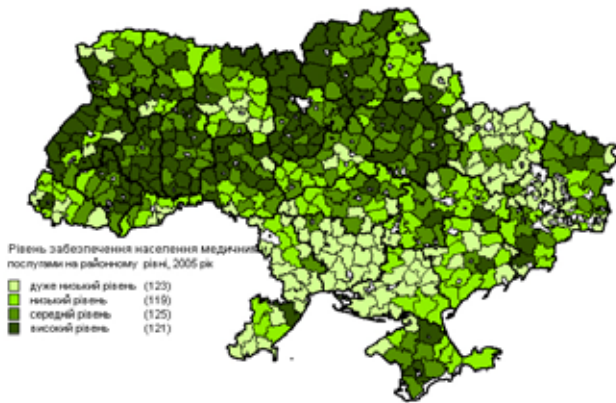 Рівень забезпечення населення медични
послугами на районному рівні, 2005 рік
дуже низький рівень (123)
низький рівень (119)
середній рівень (125)
високий рівень (121)